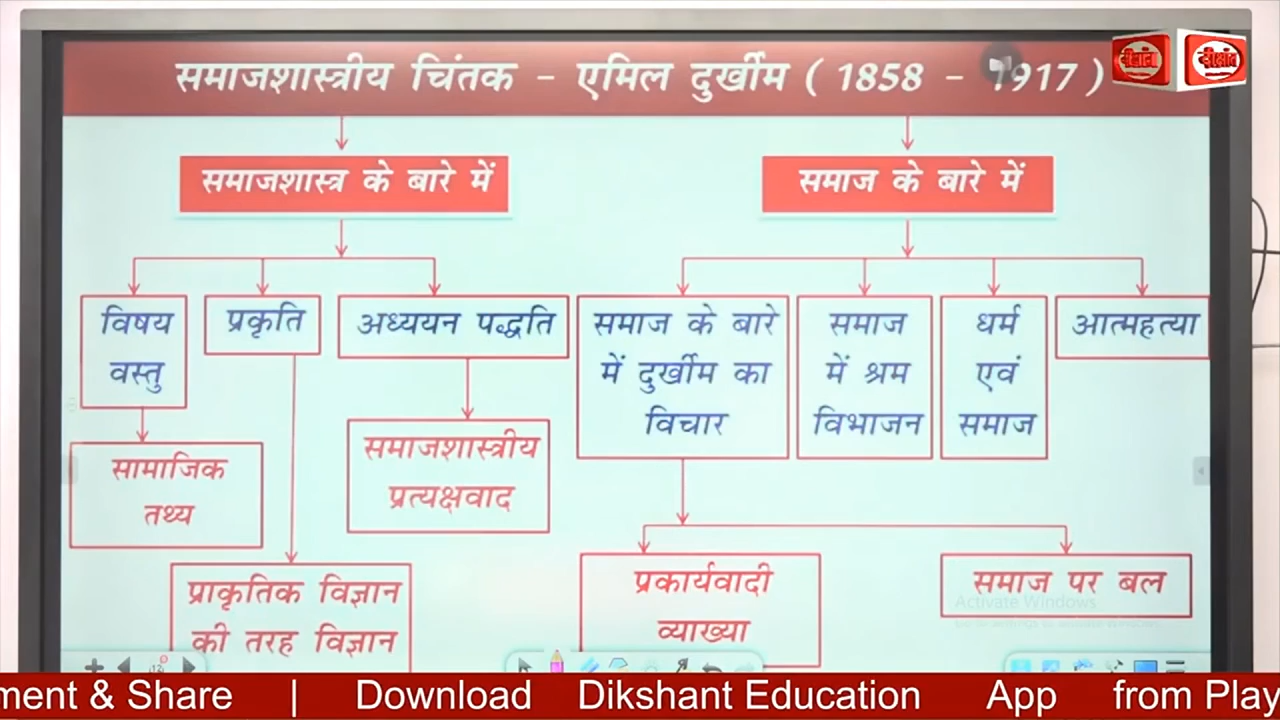 समाजशास्त्रीय चिंतक - एमिल दुर्खीम ( 1858 - 1917 )
दीक्षांत
दीक्षांत
समाजशास्त्र के बारे में
समाज के बारे में
विषय
वस्तु
प्रकृति
अध्ययन पद्धति
समाज के बारे
में दुर्खीम का
विचार
समाज
में श्रम
विभाजन
धर्म
एवं
समाज
आत्महत्या
सामाजिक
तथ्य
समाजशास्त्रीय
प्रत्यक्षवाद
प्राकृतिक विज्ञान
की तरह विज्ञान
प्रकार्यवादी
व्याख्या
समाज पर बल
Activate Windows
ment & Share | Download Dikshant Education App from Play